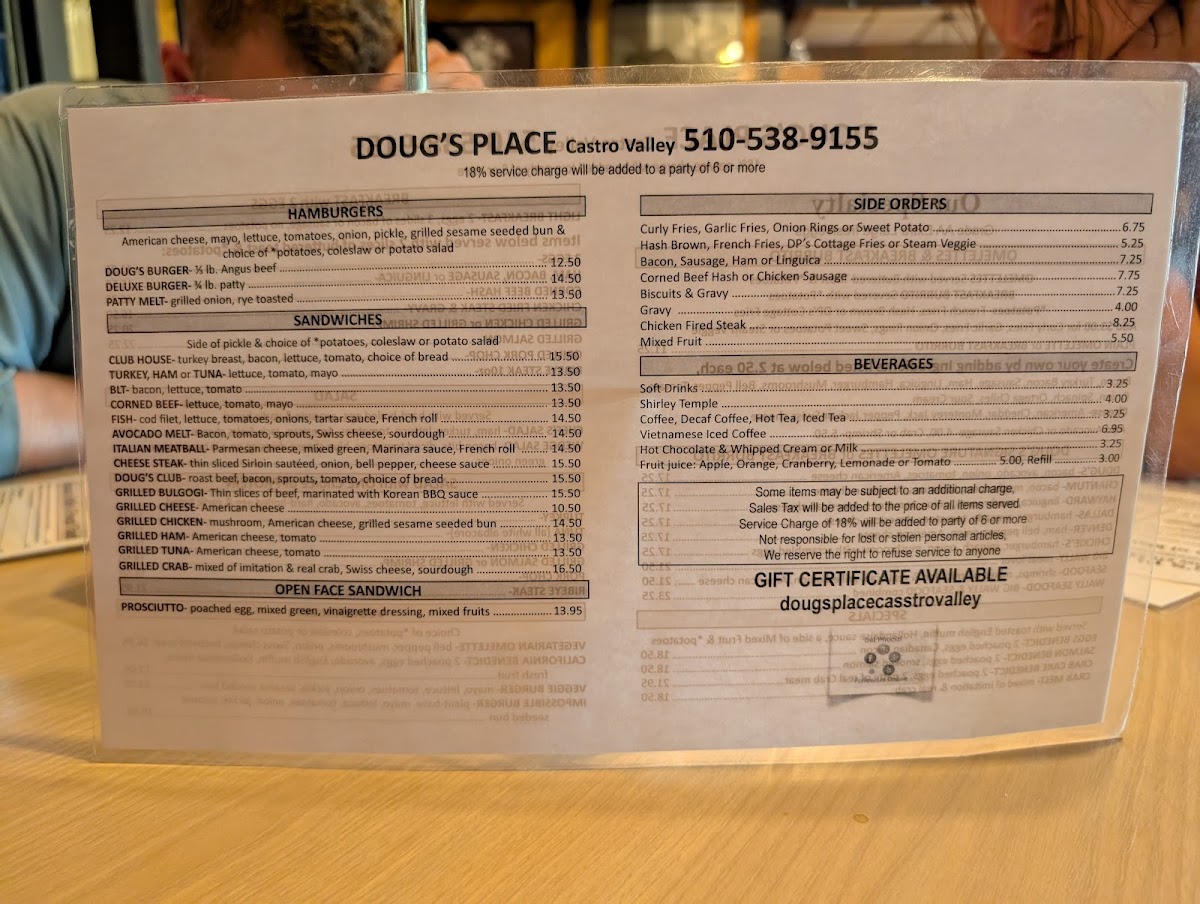 DOUG'S PLACE Castro Valley 510-538-9155
18% service charge will be added to a party of 6 or more
HAMBURGERS
American cheese, mayo, lettuce, tomatoes, onion, pickle, grilled sesame seeded bun &
choice of *potatoes, coleslaw or potato salad
DOUG'S BURGER- ⅓ lb. Angus beef 12.50
DELUXE BURGER- ¾ lb. patty 14.50
PATTY MELT- grilled onion, rye toasted 13.50
SANDWICHES
Side of pickle & choice of *potatoes, coleslaw or potato salad
CLUB HOUSE- turkey breast, bacon, lettuce, tomato, choice of bread 15.50
TURKEY, HAM or TUNA- lettuce, tomato, mayo 13.50
BLT- bacon, lettuce, tomato 13.50
CORNED BEEF- lettuce, tomato, mayo 13.50
FISH- cod filet, lettuce, tomatoes, onions, tartar sauce, French roll 14.50
AVOCADO MELT- Bacon, tomato, sprouts, Swiss cheese, sourdough 14.50
ITALIAN MEATBALL- Parmesan cheese, mixed green, Marinara sauce, French roll 14.50
CHEESE STEAK- thin sliced Sirloin sautéed, onion, bell pepper, cheese sauce 15.50
DOUG'S CLUB- roast beef, bacon, sprouts, tomato, choice of bread 15.50
GRILLED BULGOGI- Thin slices of beef, marinated with Korean BBQ sauce 15.50
GRILLED CHEESE- American cheese 10.50
GRILLED CHICKEN- mushroom, American cheese, grilled sesame seeded bun 14.50
GRILLED HAM- American cheese, tomato 13.50
GRILLED TUNA- American cheese, tomato 13.50
GRILLED CRAB- mixed of imitation & real crab, Swiss cheese, sourdough 16.50
OPEN FACE SANDWICH
PROSCIUTTO- poached egg, mixed green, vinaigrette dressing, mixed fruits 13.95
SIDE ORDERS
Curly Fries, Garlic Fries, Onion Rings or Sweet Potato 6.75
Hash Brown, French Fries, DP's Cottage Fries or Steam Veggie 5.25
Bacon, Sausage, Ham or Linguica 7.25
Corned Beef Hash or Chicken Sausage 7.75
Biscuits & Gravy 7.25
Gravy 4.00
Chicken Fired Steak 8.25
Mixed Fruit 5.50
BEVERAGES
Soft Drinks 3.25
Shirley Temple 4.00
Coffee, Decaf Coffee, Hot Tea, Iced Tea 3.25
Vietnamese Iced Coffee 6.95
Hot Chocolate & Whipped Cream or Milk 3.25
Fruit juice: Apple, Orange, Cranberry, Lemonade or Tomato 5.00, Refill 3.00
Some items may be subject to an additional charge,
Sales Tax will be added to the price of all items served
Service Charge of 18% will be added to party of 6 or more
Not responsible for lost or stolen personal articles,
We reserve the right to refuse service to anyone
GIFT CERTIFICATE AVAILABLE
dougsplacecasstrovalley